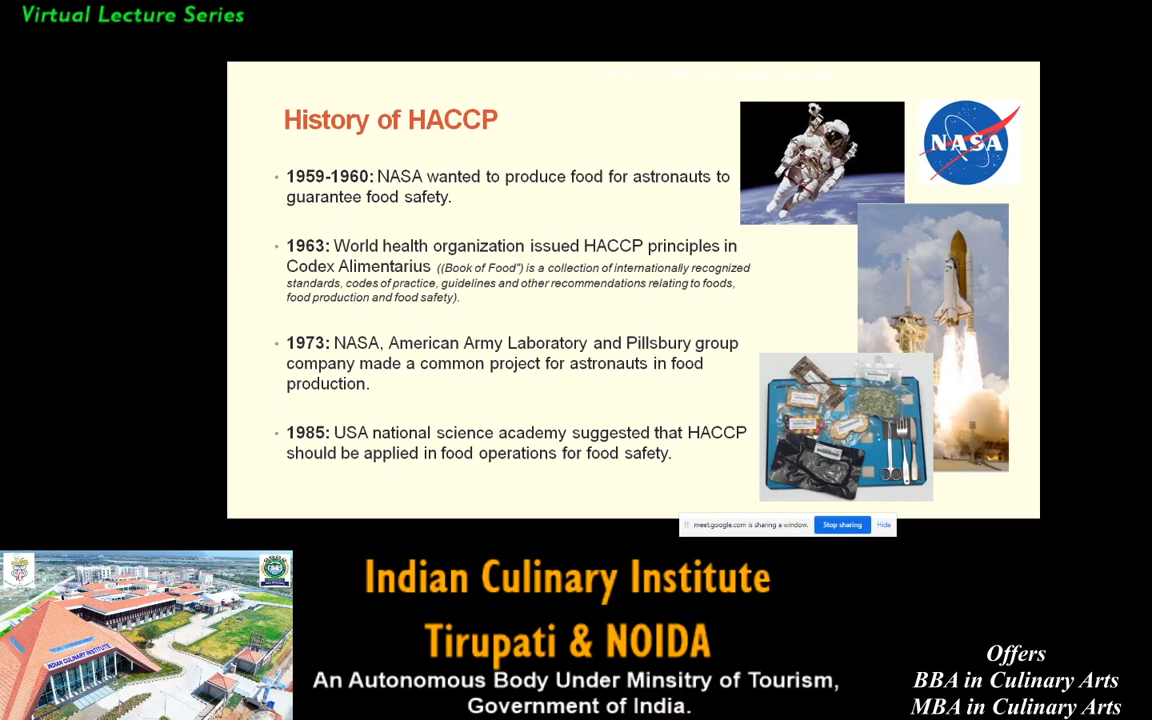 Virtual Lecture Series
History of HACCP
NASA
• 1959-1960: NASA wanted to produce food for astronauts to
guarantee food safety.
• 1963: World health organization issued HACCP principles in
Codex Alimentarius ((Book of Food") is a collection of internationally recognized
standards, codes of practice, guidelines and other recommendations relating to foods,
food production and food safety).
• 1973: NASA, American Army Laboratory and Pillsbury group
company made a common project for astronauts in food
production.
• 1985: USA national science academy suggested that HACCP
should be applied in food operations for food safety.
meet.google.com is sharing a window.
Stop sharing
Hide
INDIAN CULINARY INSTITUTE
Indian Culinary Institute
Tirupati & NOIDA
An Autonomous Body Under Minsitry of Tourism,
Government of India.
Offers
BBA in Culinary Arts
MBA in Culinary Arts